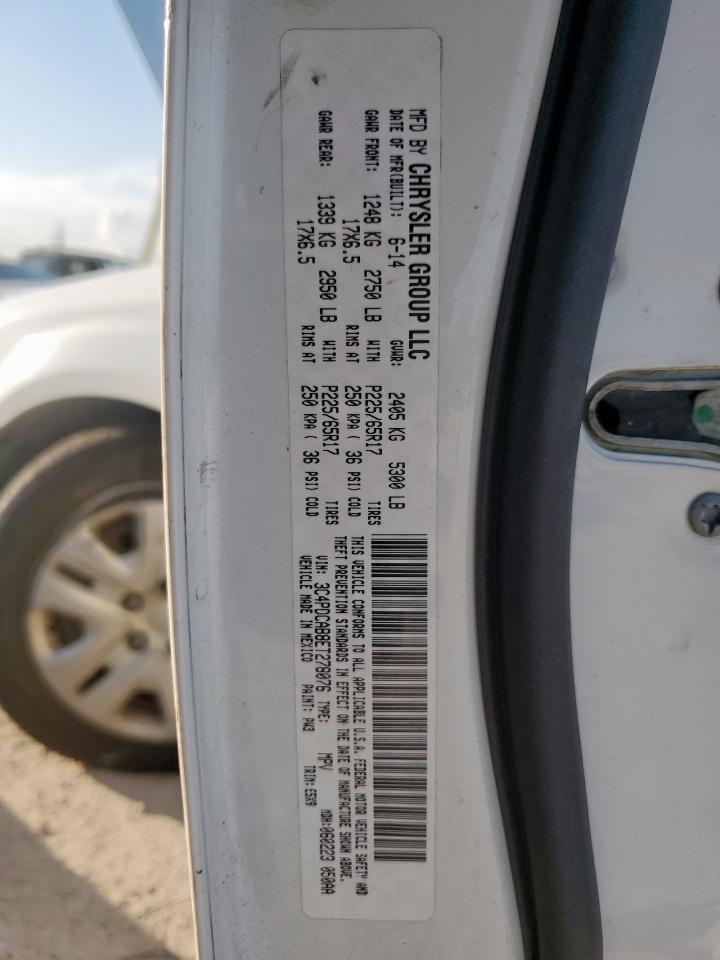 MFD BY CHRYSLER GROUP LLC
DATE OF MFR(BUILT): 6-14 GVWR: 2405 KG 5300 LB
GAWR FRONT: 1248 KG 2750 LB WITH P225/65R17 TIRES
17X6.5 RIMS AT 250 KPA ( 36 PSI) COLD
GAWR REAR: 1339 KG 2950 LB WITH P225/65R17 TIRES
17X6.5 RIMS AT 250 KPA ( 36 PSI) COLD
THIS VEHICLE CONFORMS TO ALL APPLICABLE U.S.A. FEDERAL MOTOR VEHICLE SAFETY AND
THEFT PREVENTION STANDARDS IN EFFECT ON THE DATE OF MANUFACTURE SHOWN ABOVE.
VIN: 3C4PDCAB8ET278076 TYPE: MPV MDH:060223 050AA
VEHICLE MADE IN MEXICO PAINT: PW3 TRIM: E5X9